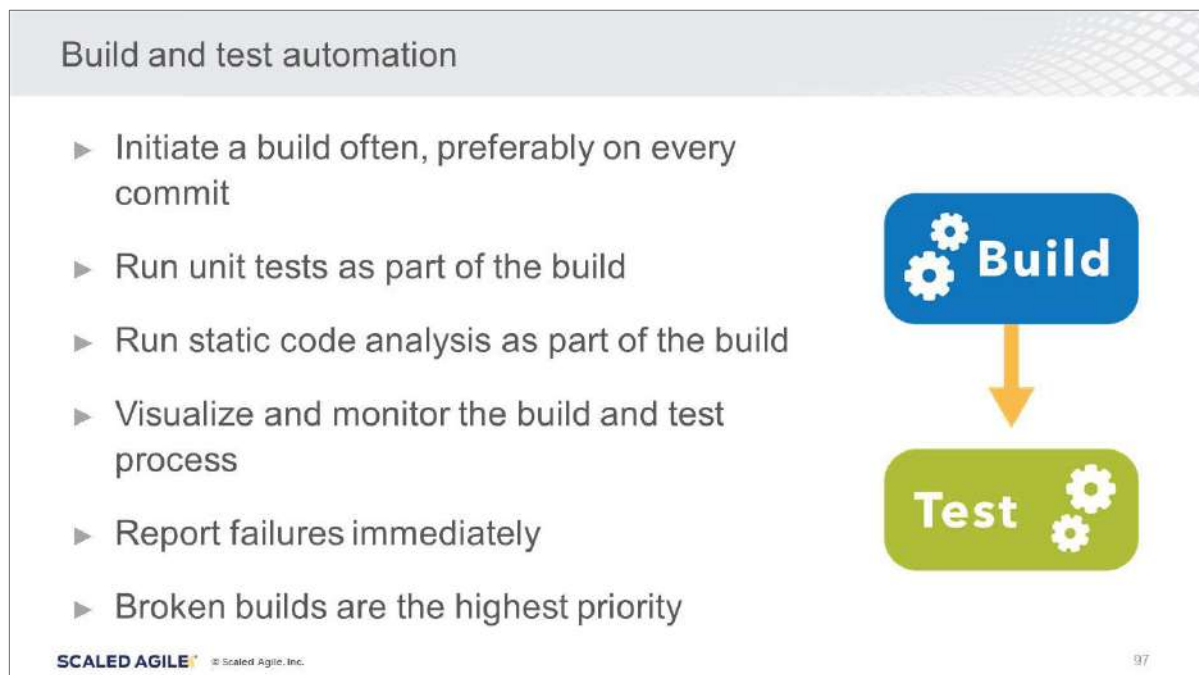 Build and test automation
► Initiate a build often, preferably on every
commit
► Run unit tests as part of the build
► Run static code analysis as part of the build
► Visualize and monitor the build and test
process
► Report failures immediately
► Broken builds are the highest priority
Build
Test
SCALED AGILE © Scaled Agile, Inc.
97